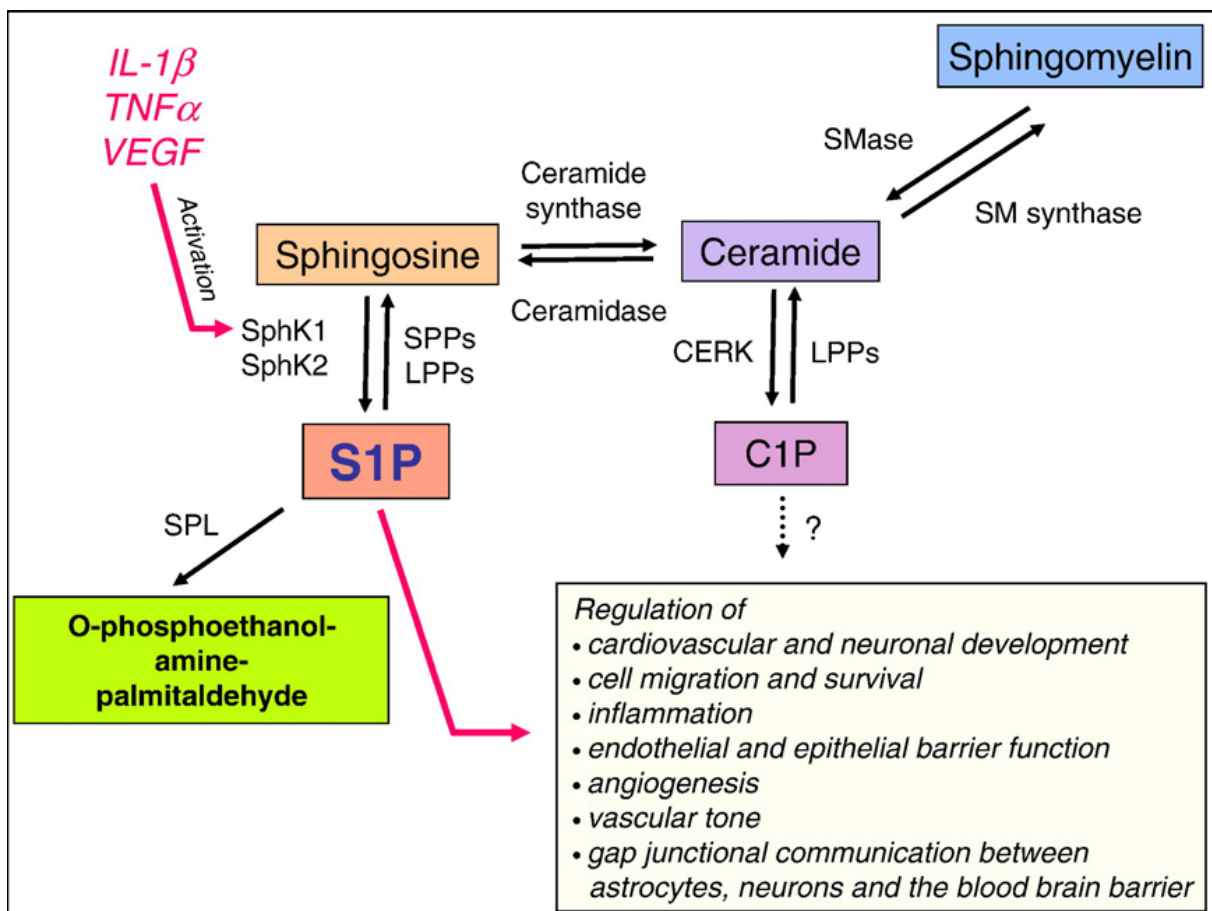 IL-1β
TNFα
VEGF
Activation
Sphingomyelin
SMase
SM synthase
Ceramide
synthase
Sphingosine
Ceramide
Ceramidase
SphK1
SphK2
SPPs
LPPs
CERK
LPPs
S1P
C1P
SPL
?
O-phosphoethanol-
amine-
palmitaldehyde
Regulation of
• cardiovascular and neuronal development
• cell migration and survival
• inflammation
• endothelial and epithelial barrier function
• angiogenesis
• vascular tone
• gap junctional communication between
astrocytes, neurons and the blood brain barrier